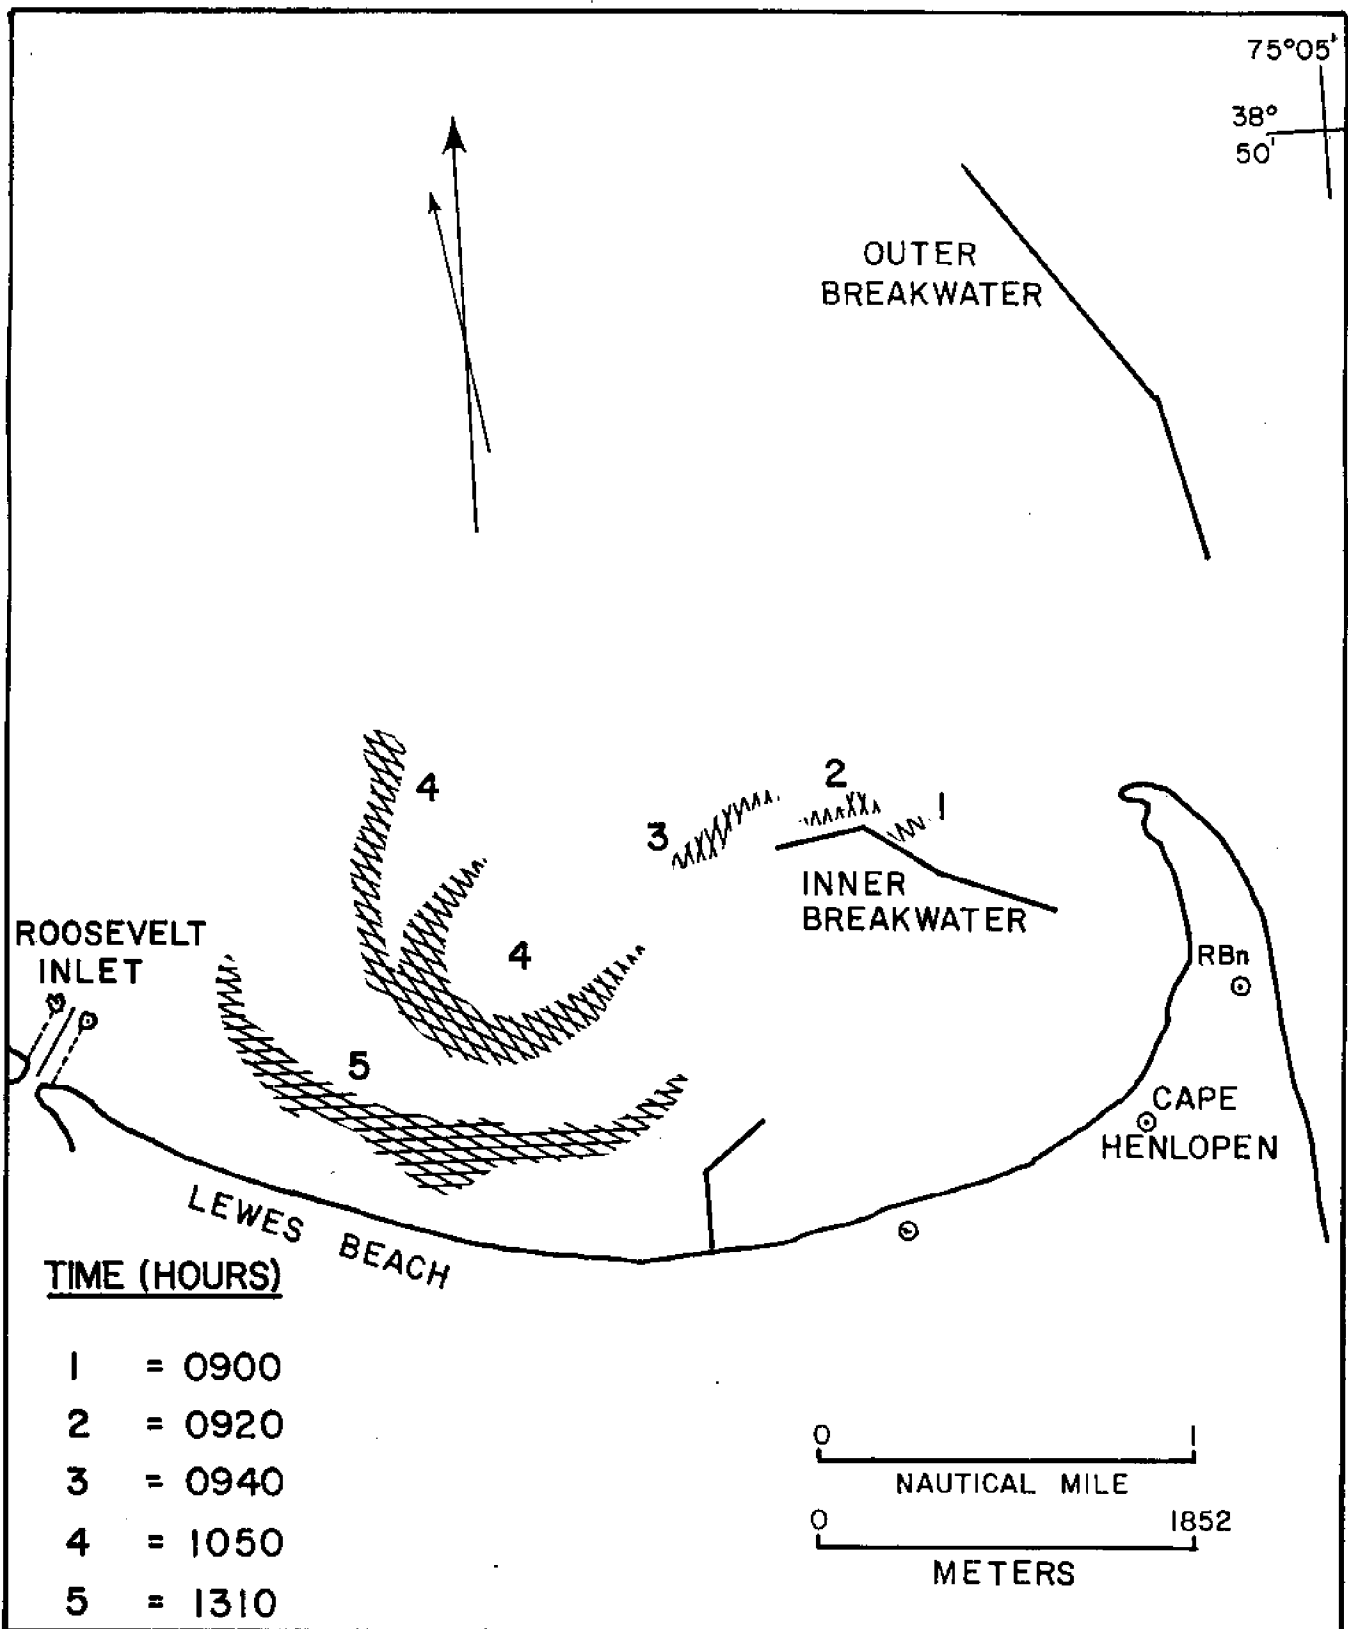 75°05'
38°
50'
OUTER
BREAKWATER
4
2
1
3
INNER
BREAKWATER
ROOSEVELT
INLET
4
RBn
5
CAPE
HENLOPEN
LEWES BEACH
TIME (HOURS)
1 = 0900
2 = 0920
3 = 0940
4 = 1050
5 = 1310
0 1
NAUTICAL MILE
0 1852
METERS